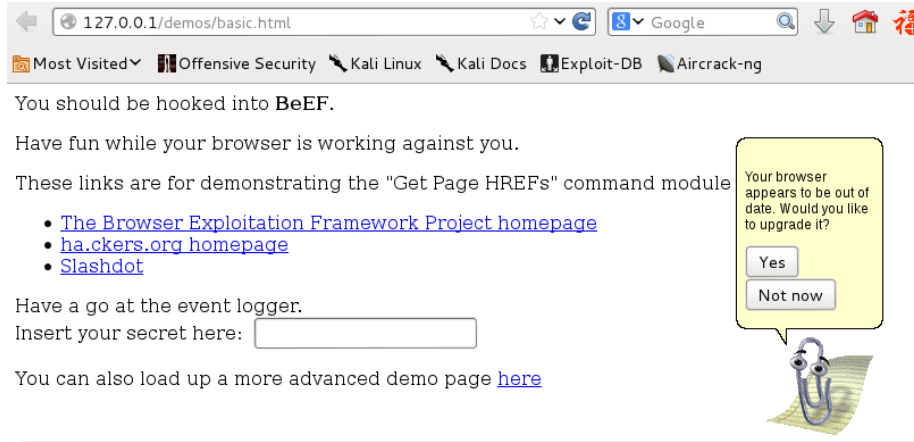 127.0.0.1/demos/basic.html
8 Google
福
Most Visited Offensive Security Kali Linux Kali Docs Exploit-DB Aircrack-ng
You should be hooked into BeEF.
Have fun while your browser is working against you.
These links are for demonstrating the "Get Page HREFs" command module
• The Browser Exploitation Framework Project homepage
• ha.ckers.org homepage
• Slashdot
Have a go at the event logger.
Insert your secret here:
You can also load up a more advanced demo page here
Your browser
appears to be out of
date. Would you like
to upgrade it?
Yes
Not now